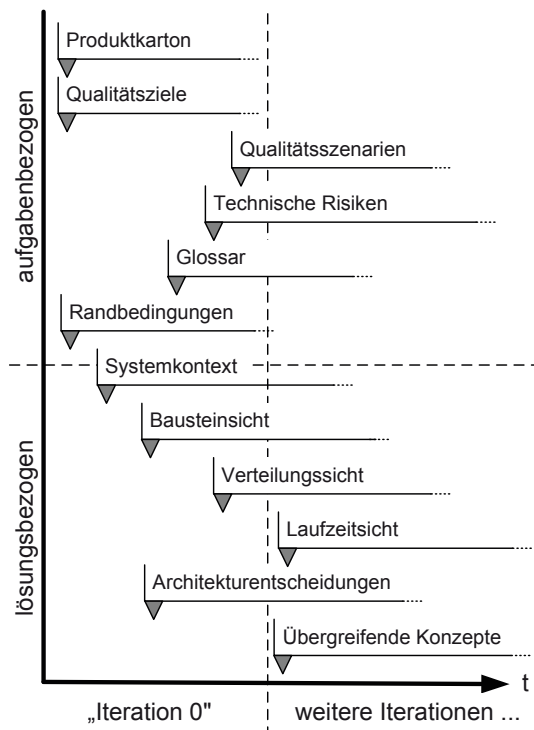 aufgabenbezogen
Produktkarton
Qualitätsziele
Qualitätsszenarien
Technische Risiken
Glossar
Randbedingungen
lösungsbezogen
Systemkontext
Bausteinsicht
Verteilungssicht
Laufzeitsicht
Architekturentscheidungen
Übergreifende Konzepte
t
„Iteration 0"
weitere Iterationen ...